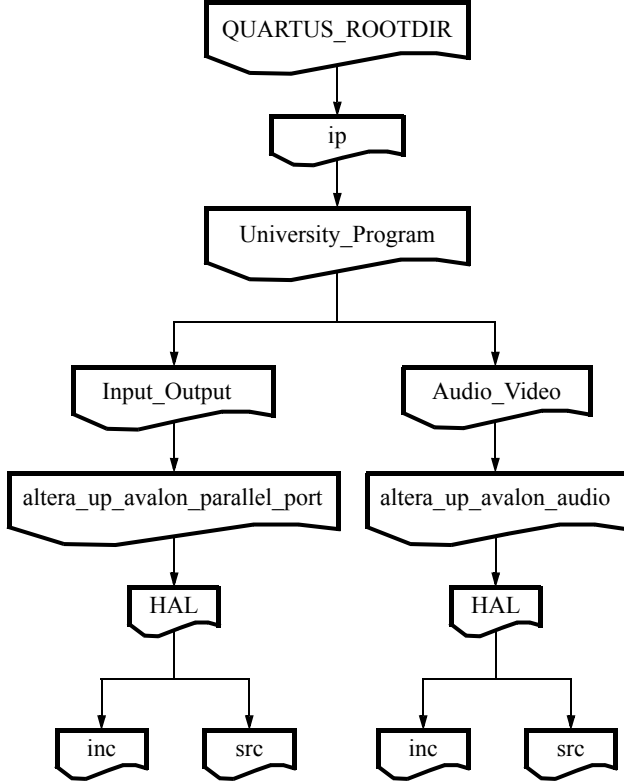 QUARTUS_ROOTDIR
ip
University_Program
Input_Output
Audio_Video
altera_up_avalon_parallel_port
altera_up_avalon_audio
HAL
HAL
inc
src
inc
src